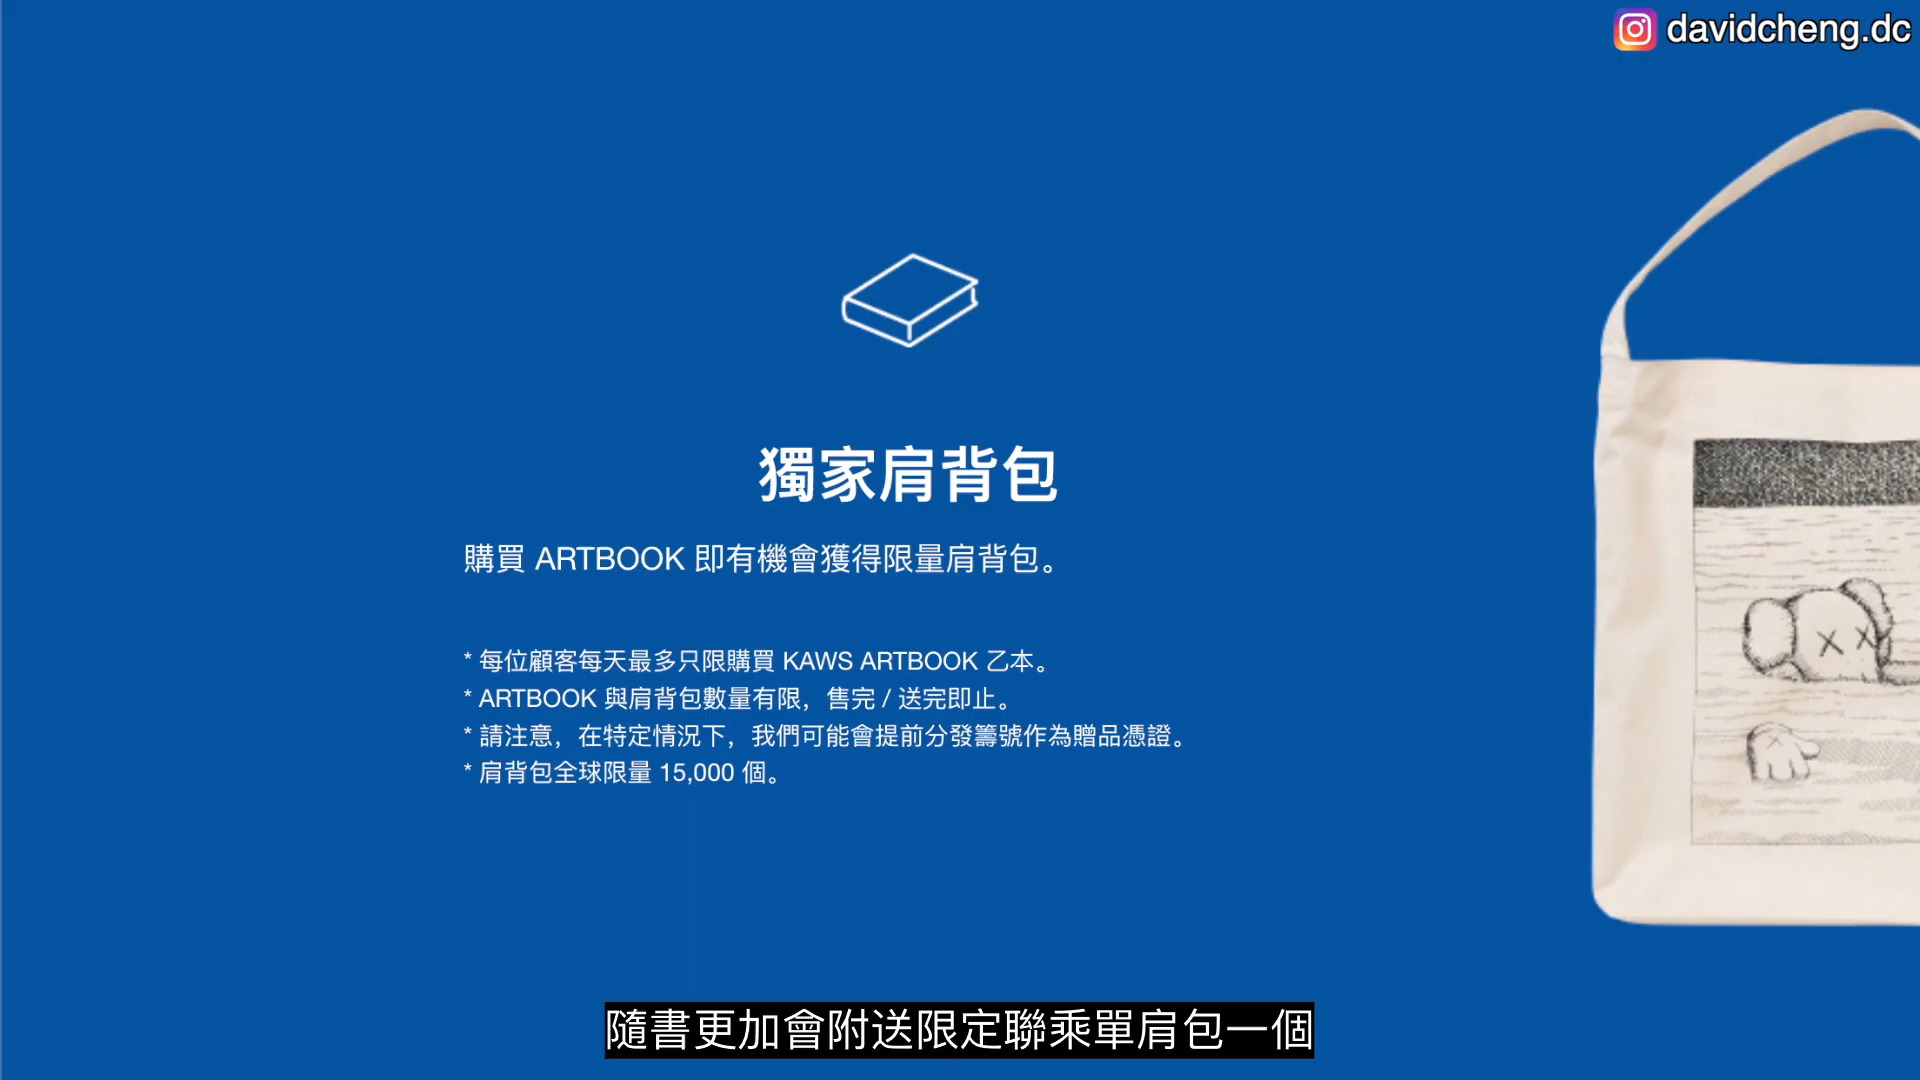 davidcheng.dc
獨家肩背包
購買 ARTBOOK 即有機會獲得限量肩背包。
* 每位顧客每天最多只限購買 KAWS ARTBOOK 乙本。
* ARTBOOK 與肩背包數量有限，售完 / 送完即止。
* 請注意，在特定情況下，我們可能會提前分發籌號作為贈品憑證。
* 肩背包全球限量 15,000 個。
隨書更加會附送限定聯乘單肩包一個